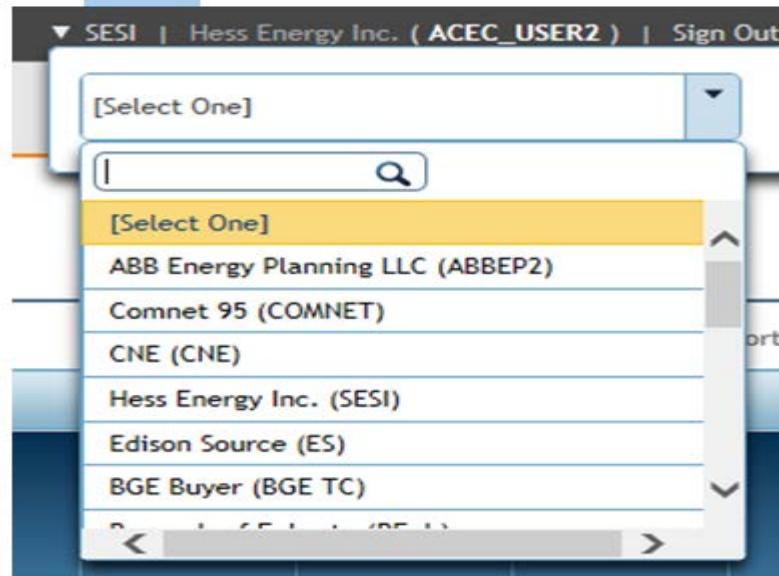 ▼ SESI | Hess Energy Inc. ( ACEC_USER2 ) | Sign Out
[Select One]
[Select One]
ABB Energy Planning LLC (ABBEP2)
Comnet 95 (COMNET)
CNE (CNE)
Hess Energy Inc. (SESI)
Edison Source (ES)
BGE Buyer (BGE TC)
ort